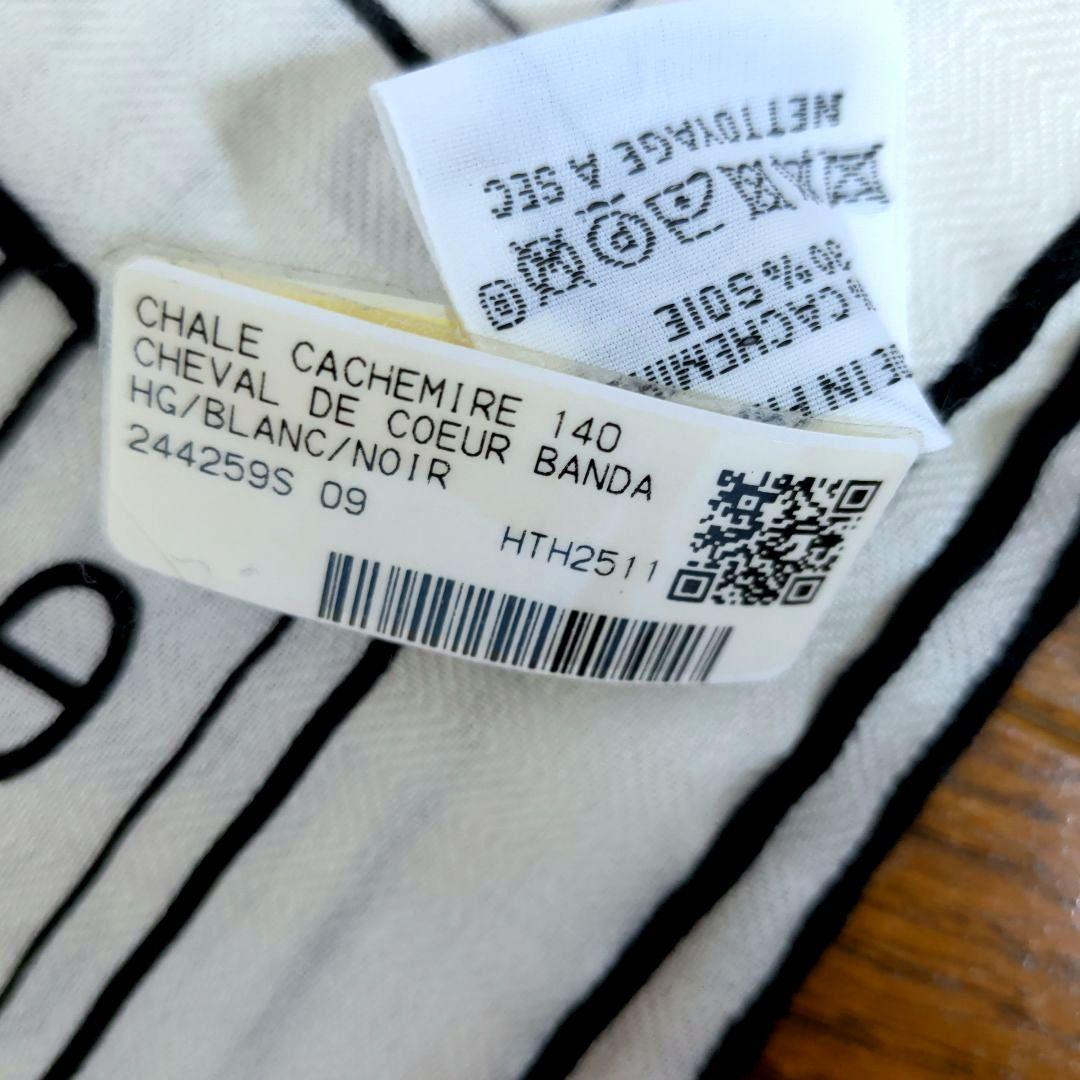 CHALE CACHEMIRE 140
CHEVAL DE COEUR BANDA
HG/BLANC/NOIR
244259S 09
HTH2511
NETTOYAGE A SEC
30% SOIE